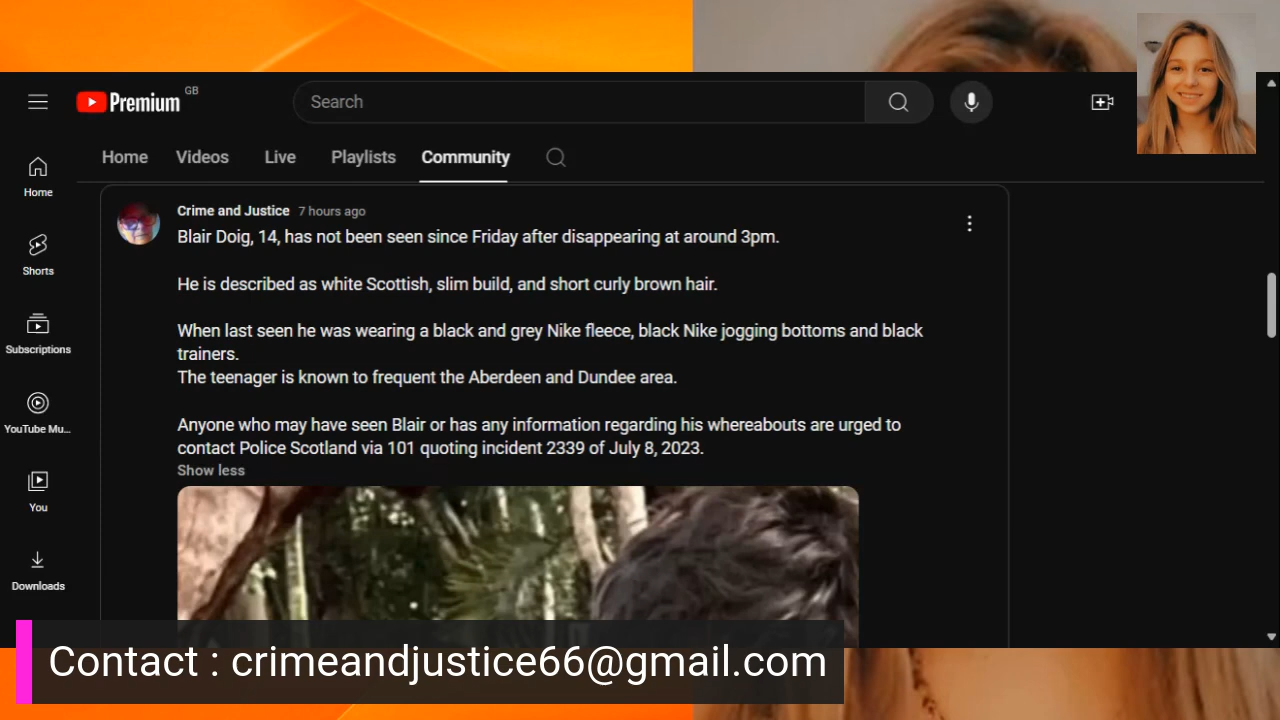 Premium GB
Search
Home Videos Live Playlists Community
Home
Shorts
Subscriptions
YouTube Mu...
You
Downloads
Crime and Justice 7 hours ago
Blair Doig, 14, has not been seen since Friday after disappearing at around 3pm.
He is described as white Scottish, slim build, and short curly brown hair.
When last seen he was wearing a black and grey Nike fleece, black Nike jogging bottoms and black
trainers.
The teenager is known to frequent the Aberdeen and Dundee area.
Anyone who may have seen Blair or has any information regarding his whereabouts are urged to
contact Police Scotland via 101 quoting incident 2339 of July 8, 2023.
Show less
Contact : crimeandjustice66@gmail.com